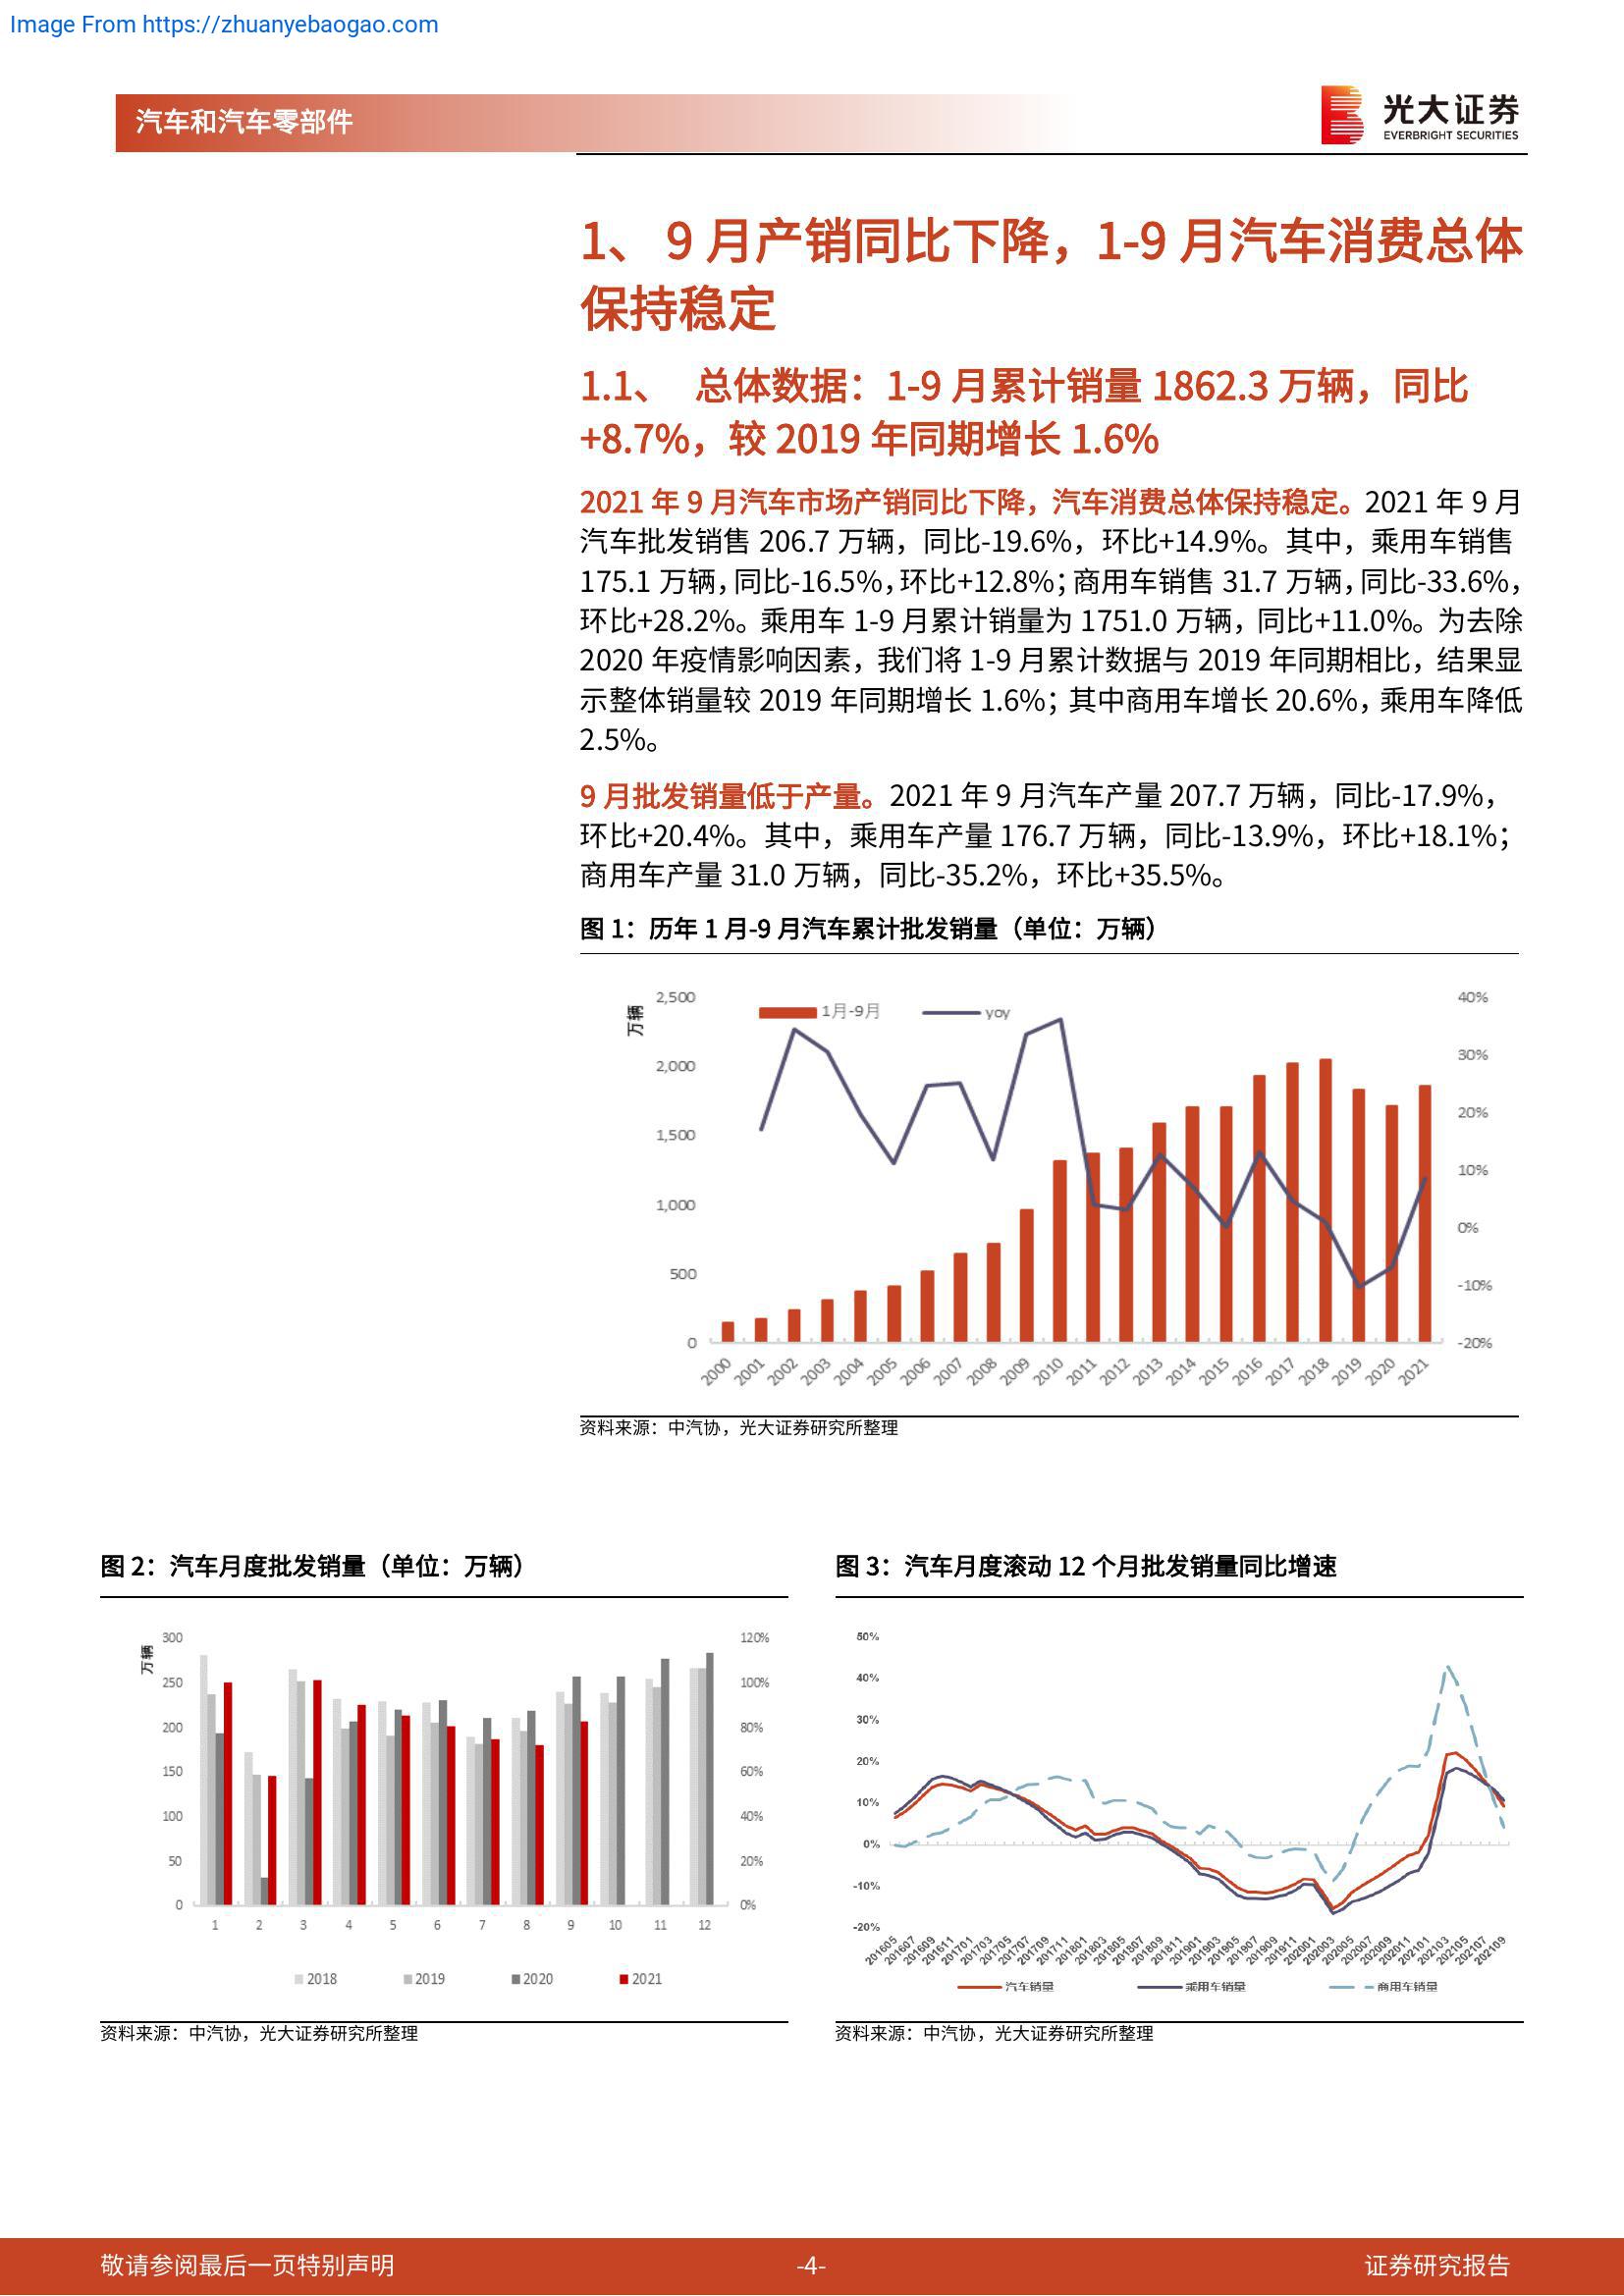 Image From https://zhuanyebaogao.com
汽车和汽车零部件
光大证券
EVERBRIGHT SECURITIES
1、 9 月产销同比下降，1-9 月汽车消费总体
保持稳定
1.1、 总体数据：1-9 月累计销量 1862.3 万辆，同比
+8.7%，较 2019 年同期增长 1.6%
2021 年 9 月汽车市场产销同比下降，汽车消费总体保持稳定。2021 年 9 月
汽车批发销售 206.7 万辆，同比-19.6%，环比+14.9%。其中，乘用车销售
175.1 万辆，同比-16.5%，环比+12.8%；商用车销售 31.7 万辆，同比-33.6%，
环比+28.2%。乘用车 1-9 月累计销量为 1751.0 万辆，同比+11.0%。为去除
2020 年疫情影响因素，我们将 1-9 月累计数据与 2019 年同期相比，结果显
示整体销量较 2019 年同期增长 1.6%；其中商用车增长 20.6%，乘用车降低
2.5%。
9 月批发销量低于产量。2021 年 9 月汽车产量 207.7 万辆，同比-17.9%，
环比+20.4%。其中，乘用车产量 176.7 万辆，同比-13.9%，环比+18.1%；
商用车产量 31.0 万辆，同比-35.2%，环比+35.5%。
图 1：历年 1 月-9 月汽车累计批发销量（单位：万辆）
万辆
1月-9月 yoy
2,500 40%
30%
2,000
20%
1,500
10%
1,000
0%
500
-10%
0 -20%
2000 2001 2002 2003 2004 2005 2006 2007 2008 2009 2010 2011 2012 2013 2014 2015 2016 2017 2018 2019 2020 2021
资料来源：中汽协，光大证券研究所整理
图 2：汽车月度批发销量（单位：万辆）
万辆
300 120%
250 100%
200 80%
150 60%
100 40%
50 20%
0 0%
1 2 3 4 5 6 7 8 9 10 11 12
2018 2019 2020 2021
资料来源：中汽协，光大证券研究所整理
图 3：汽车月度滚动 12 个月批发销量同比增速
50%
40%
30%
20%
10%
0%
-10%
-20%
201605 201607 201609 201611 201701 201703 201705 201707 201709 201711 201801 201803 201805 201807 201809 201811 201901 201903 201905 201907 201909 201911 202001 202003 202005 202007 202009 202011 202101 202103 202105 202107 202109
汽车销量 乘用车销量 商用车销量
资料来源：中汽协，光大证券研究所整理
敬请参阅最后一页特别声明 -4- 证券研究报告